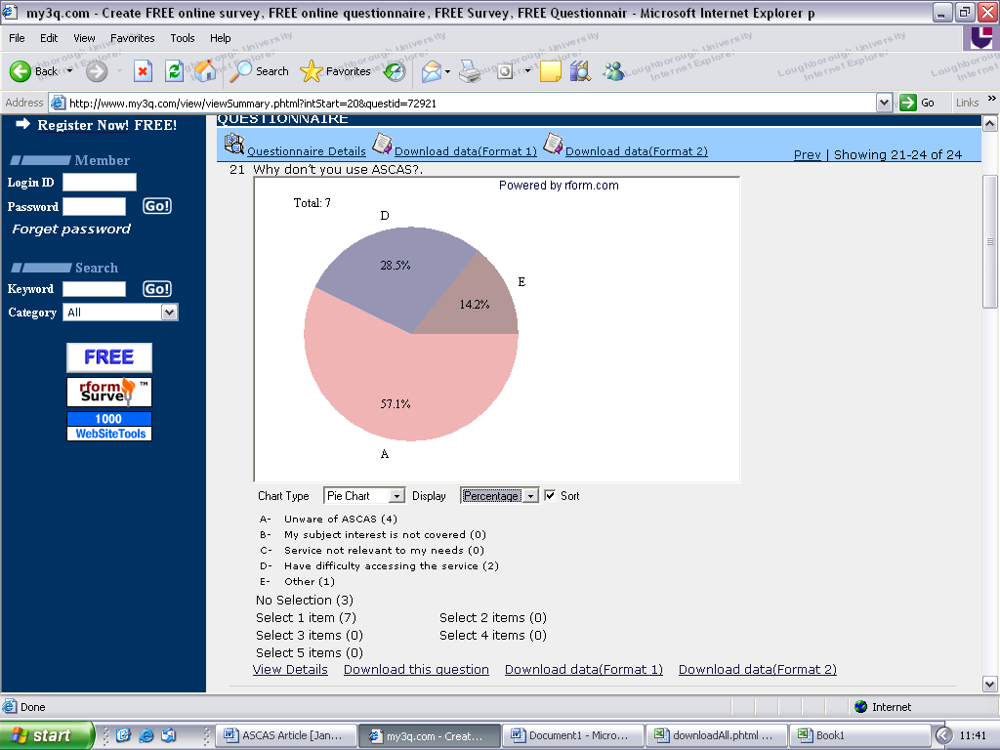 my3q.com - Create FREE online survey, FREE online questionnaire, FREE Survey, FREE Questionnair - Microsoft Internet Explorer p
File Edit View Favorites Tools Help
Loughborough University
Internet Explorer
Back Search Favorites
Address http://www.my3q.com/view/viewSummary.phtml?intStart=20&questid=72921 Go Links »
Register Now! FREE!
Member
Login ID
Password Go!
Forget password
Search
Keyword Go!
Category All
FREE
rform Survey ™
1000
WebSiteTools
QUESTIONNAIRE
Questionnaire Details Download data(Format 1) Download data(Format 2) Prev | Showing 21-24 of 24
21 Why don't you use ASCAS?.
Powered by rform.com
Total: 7
D
28.5%
E
14.2%
57.1%
A
Chart Type Pie Chart Display Percentage Sort
A- Unware of ASCAS (4)
B- My subject interest is not covered (0)
C- Service not relevant to my needs (0)
D- Have difficulty accessing the service (2)
E- Other (1)
No Selection (3)
Select 1 item (7) Select 2 items (0)
Select 3 items (0) Select 4 items (0)
Select 5 items (0)
View Details Download this question Download data(Format 1) Download data(Format 2)
Done Internet
start ASCAS Article [Jan... my3q.com - Creat... Document1 - Micro... downloadAll.phtml ... Book1 11:41